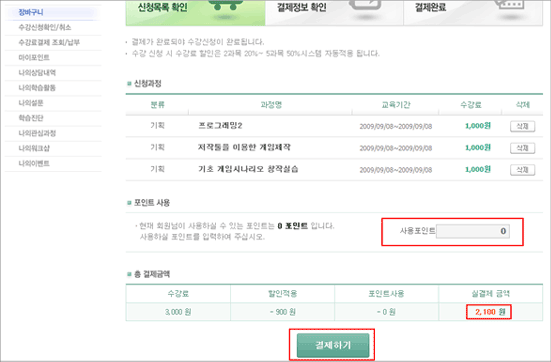 장바구니
수강신청확인/취소
수강료결제 조회/납부
마이포인트
나의상담내역
나의학습활동
나의설문
학습진단
나의관심과정
나의워크샵
나의이벤트
신청목록 확인
결제정보 확인
결제완료
결제가 완료되야 수강신청이 완료됩니다.
수강 신청 시 수강료 할인은 2과목 20%~ 5과목 50%시스템 자동적용 됩니다.
신청과정
분류 과정명 교육기간 수강료 삭제
기획 프로그래밍2 2009/09/08~2009/09/08 1,000원 삭제
기획 저작툴을 이용한 게임제작 2009/09/08~2009/09/08 1,000원 삭제
기획 기초 게임시나리오 창작실습 2009/09/08~2009/09/08 1,000원 삭제
포인트 사용
현재 회원님이 사용하실 수 있는 포인트는 0 포인트 입니다.
사용하실 포인트를 입력하여 주십시오.
사용포인트 0
총 결제금액
수강료 할인적용 포인트사용 실결제 금액
3,000 원 - 900 원 - 0 원 2,100 원
결제하기